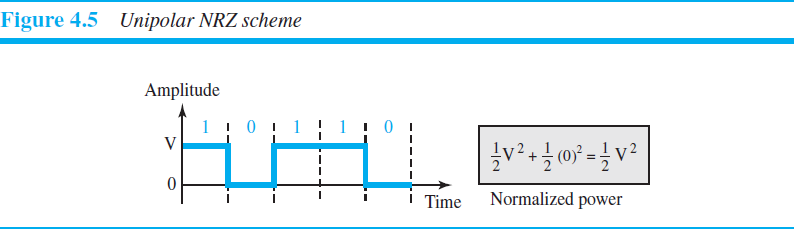 Figure 4.5 Unipolar NRZ scheme
Amplitude
1 0 1 1 0
V
0
Time
½V² + ½(0)² = ½V²
Normalized power